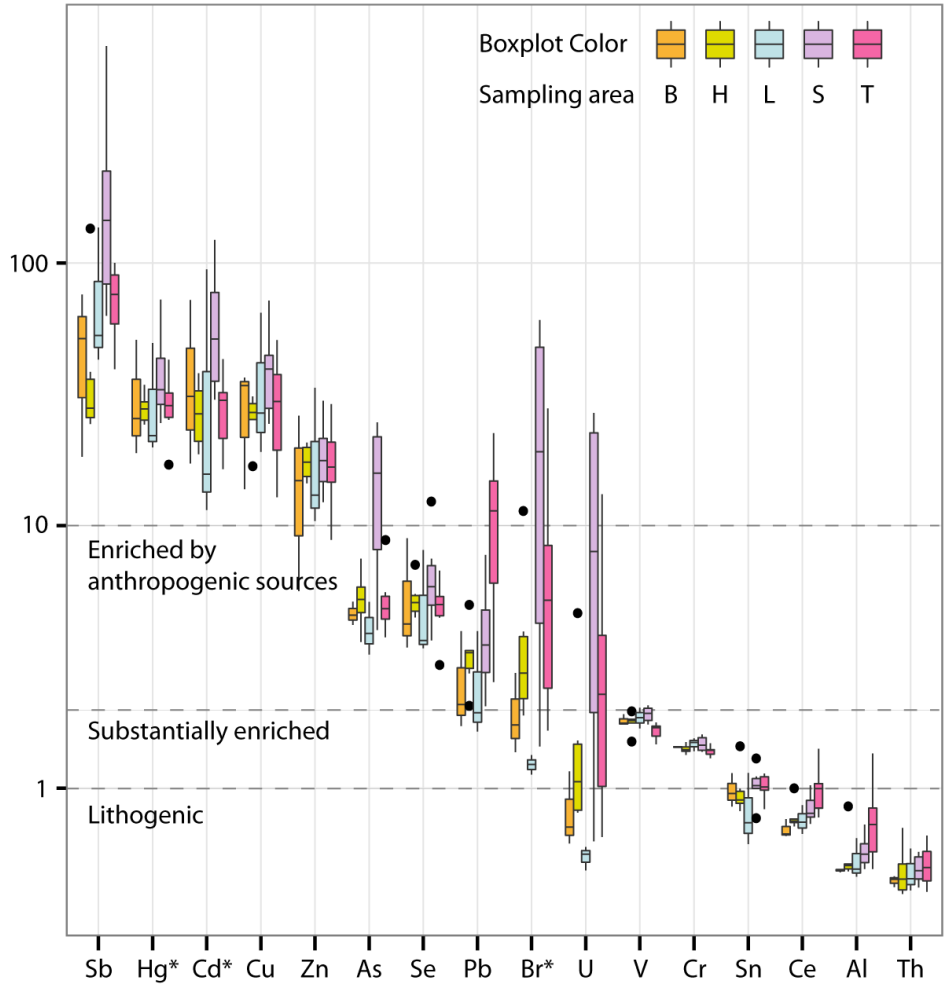 Boxplot Color
Sampling area B H L S T
100
10
Enriched by
anthropogenic sources
Substantially enriched
1
Lithogenic
Sb Hg* Cd* Cu Zn As Se Pb Br* U V Cr Sn Ce Al Th